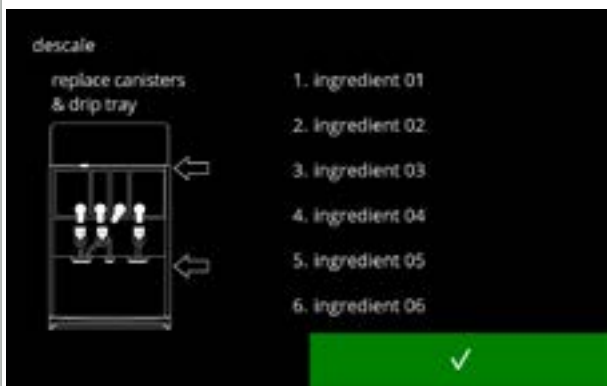 descale
replace canisters
& drip tray
1. ingredient 01
2. ingredient 02
3. ingredient 03
4. ingredient 04
5. ingredient 05
6. ingredient 06